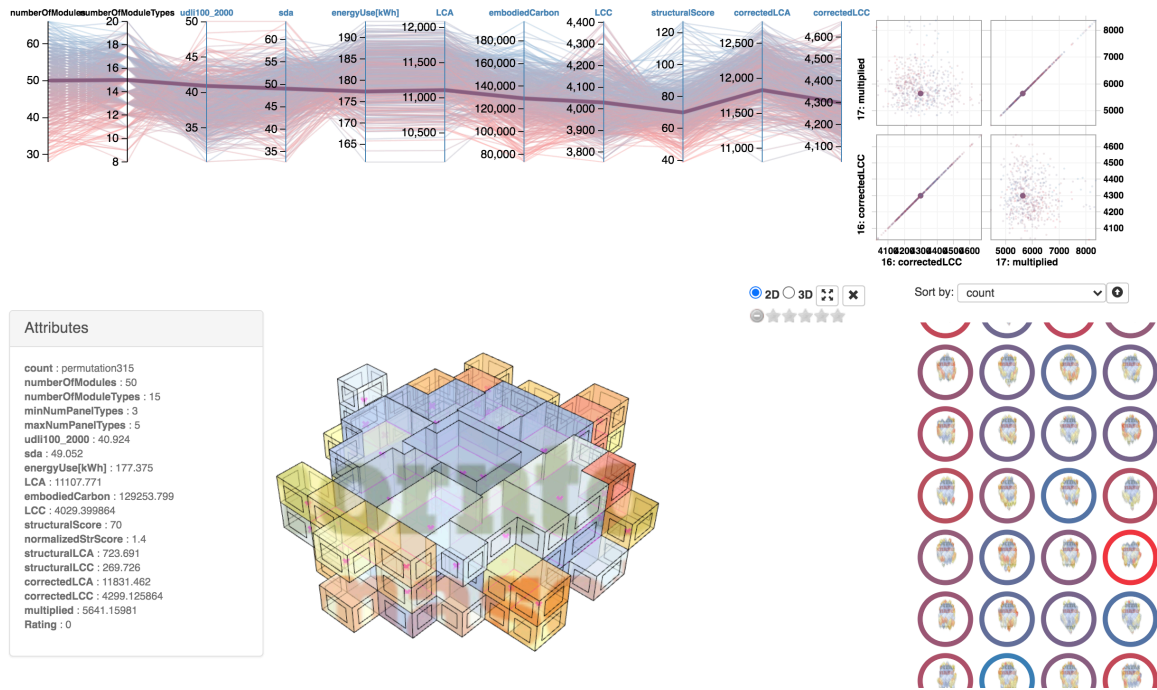 numberOfModules numberOfModuleTypes udli100_2000 sda energyUse[kWh] LCA embodiedCarbon LCC structuralScore correctedLCA correctedLCC
60
50
40
30
20
18
16
14
12
10
8
50
45
40
35
60
55
50
45
40
35
190
185
180
175
170
165
12,000
11,500
11,000
10,500
180,000
160,000
140,000
120,000
100,000
80,000
4,400
4,300
4,200
4,100
4,000
3,900
3,800
120
100
80
60
40
12,500
12,000
11,500
11,000
4,600
4,500
4,400
4,300
4,200
4,100
17: multiplied
8000
7000
6000
5000
16: correctedLCC
4600
4500
4400
4300
4200
4100
4100 4200 4300 4400 4500 4600
16: correctedLCC
5000 6000 7000 8000
17: multiplied
2D 3D
Sort by: count
Attributes
count : permutation315
numberOfModules : 50
numberOfModuleTypes : 15
minNumPanelTypes : 3
maxNumPanelTypes : 5
udli100_2000 : 40.924
sda : 49.052
energyUse[kWh] : 177.375
LCA : 11107.771
embodiedCarbon : 129253.799
LCC : 4029.399864
structuralScore : 70
normalizedStrScore : 1.4
structuralLCA : 723.691
structuralLCC : 269.726
correctedLCA : 11831.462
correctedLCC : 4299.125864
multiplied : 5641.15981
Rating : 0